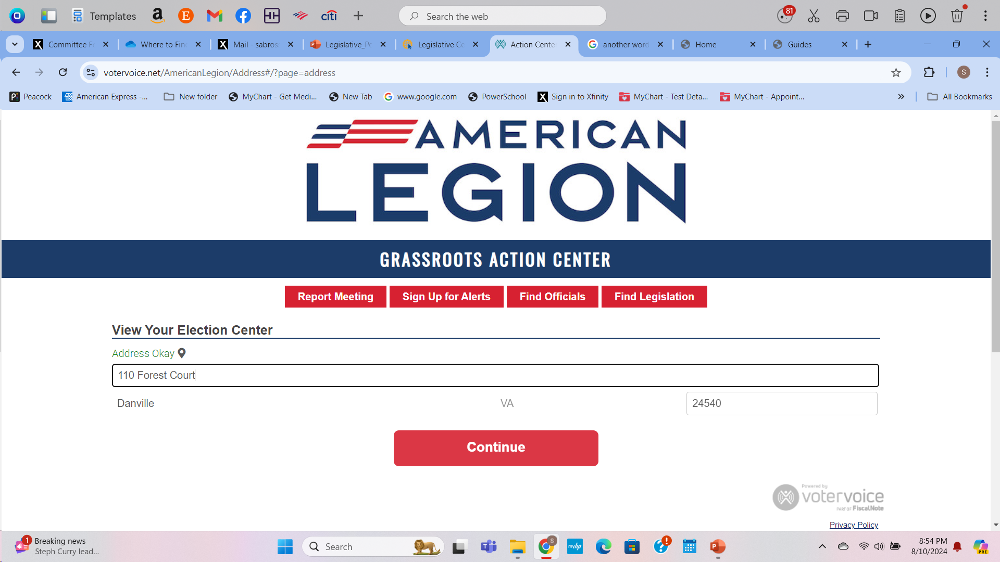 Templates
a
E
citi
Search the web
81
Committee Fo
Where to Find
Mail - sabros
Legislative_Po
Legislative Ce
Action Center
another word
Home
Guides
votervoice.net/AmericanLegion/Address#/?page=address
S
Peacock
American Express -...
New folder
MyChart - Get Medi...
New Tab
www.google.com
PowerSchool
Sign in to Xfinity
MyChart - Test Deta...
MyChart - Appoint...
All Bookmarks
AMERICAN
LEGION
GRASSROOTS ACTION CENTER
Report Meeting
Sign Up for Alerts
Find Officials
Find Legislation
View Your Election Center
Address Okay
110 Forest Court
Danville
VA
24540
Continue
Powered by
votervoice
PART OF FiscalNote
Privacy Policy
1
Breaking news
Steph Curry lead...
Search
S
myhp
8:54 PM
8/10/2024
PRE